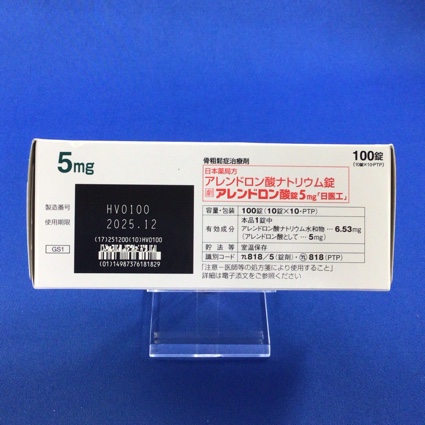 5mg
骨粗鬆症治療剤
日本薬局方
アレンドロン酸ナトリウム錠
劇 アレンドロン酸錠5mg「日医工」
100錠
(10錠×10・PTP)
製造番号 HV0100
使用期限 2025.12
(17)251200(10)HV0100
GS1
(01)14987376181829
容量・包装 100錠(10錠×10・PTP)
有効成分 本品1錠中
アレンドロン酸ナトリウム水和物…6.53mg
(アレンドロン酸として…5mg)
貯法等 室温保存
識別コード 818/5(錠剤) 818(PTP)
「注意−医師等の処方箋により使用すること」
詳細は電子添文をご参照ください